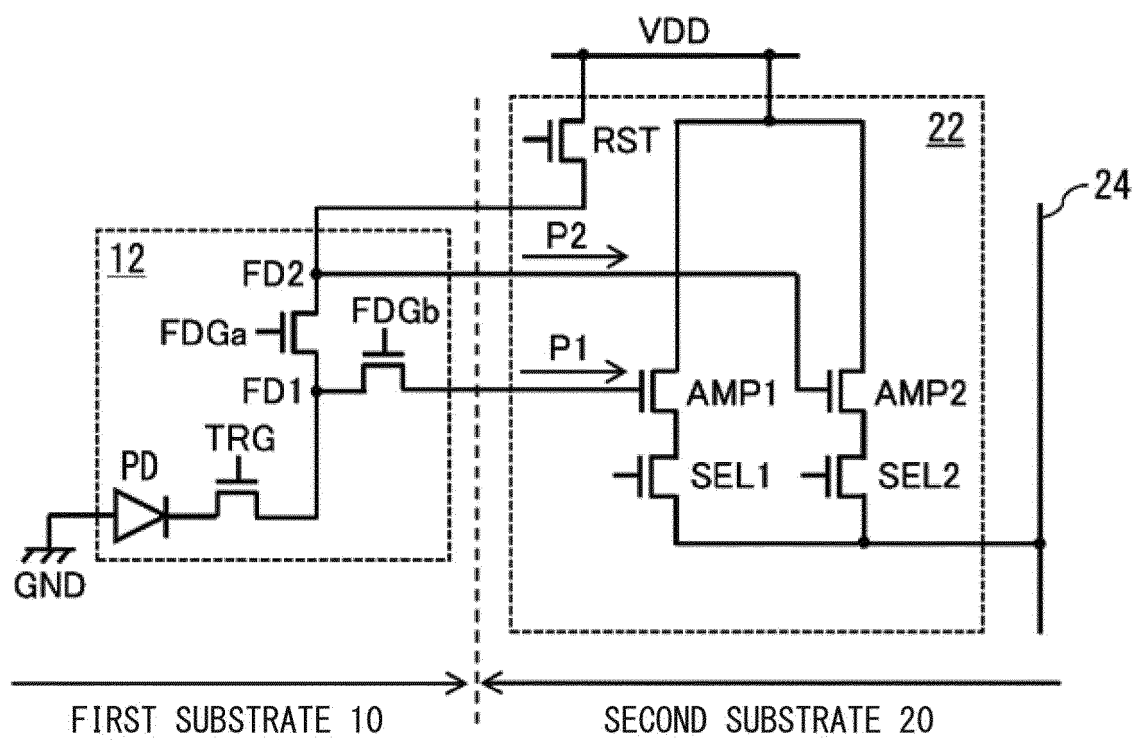 VDD
RST
22
24
P2
12
FD2
FDGb
FDGa
P1
FD1
AMP1
AMP2
TRG
PD
SEL1
SEL2
GND
FIRST SUBSTRATE 10
SECOND SUBSTRATE 20